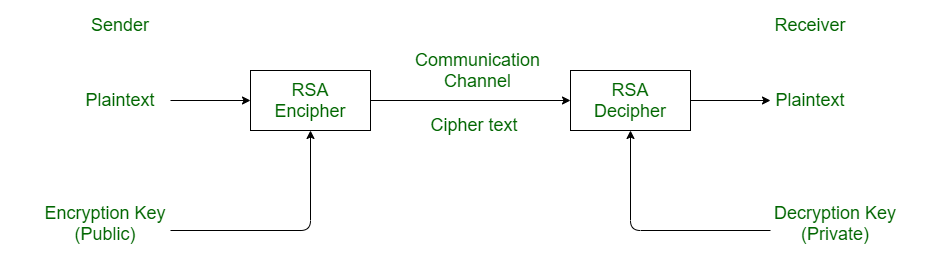 Sender
Receiver
Communication
Channel
Plaintext
RSA
Encipher
Cipher text
RSA
Decipher
Plaintext
Encryption Key
(Public)
Decryption Key
(Private)